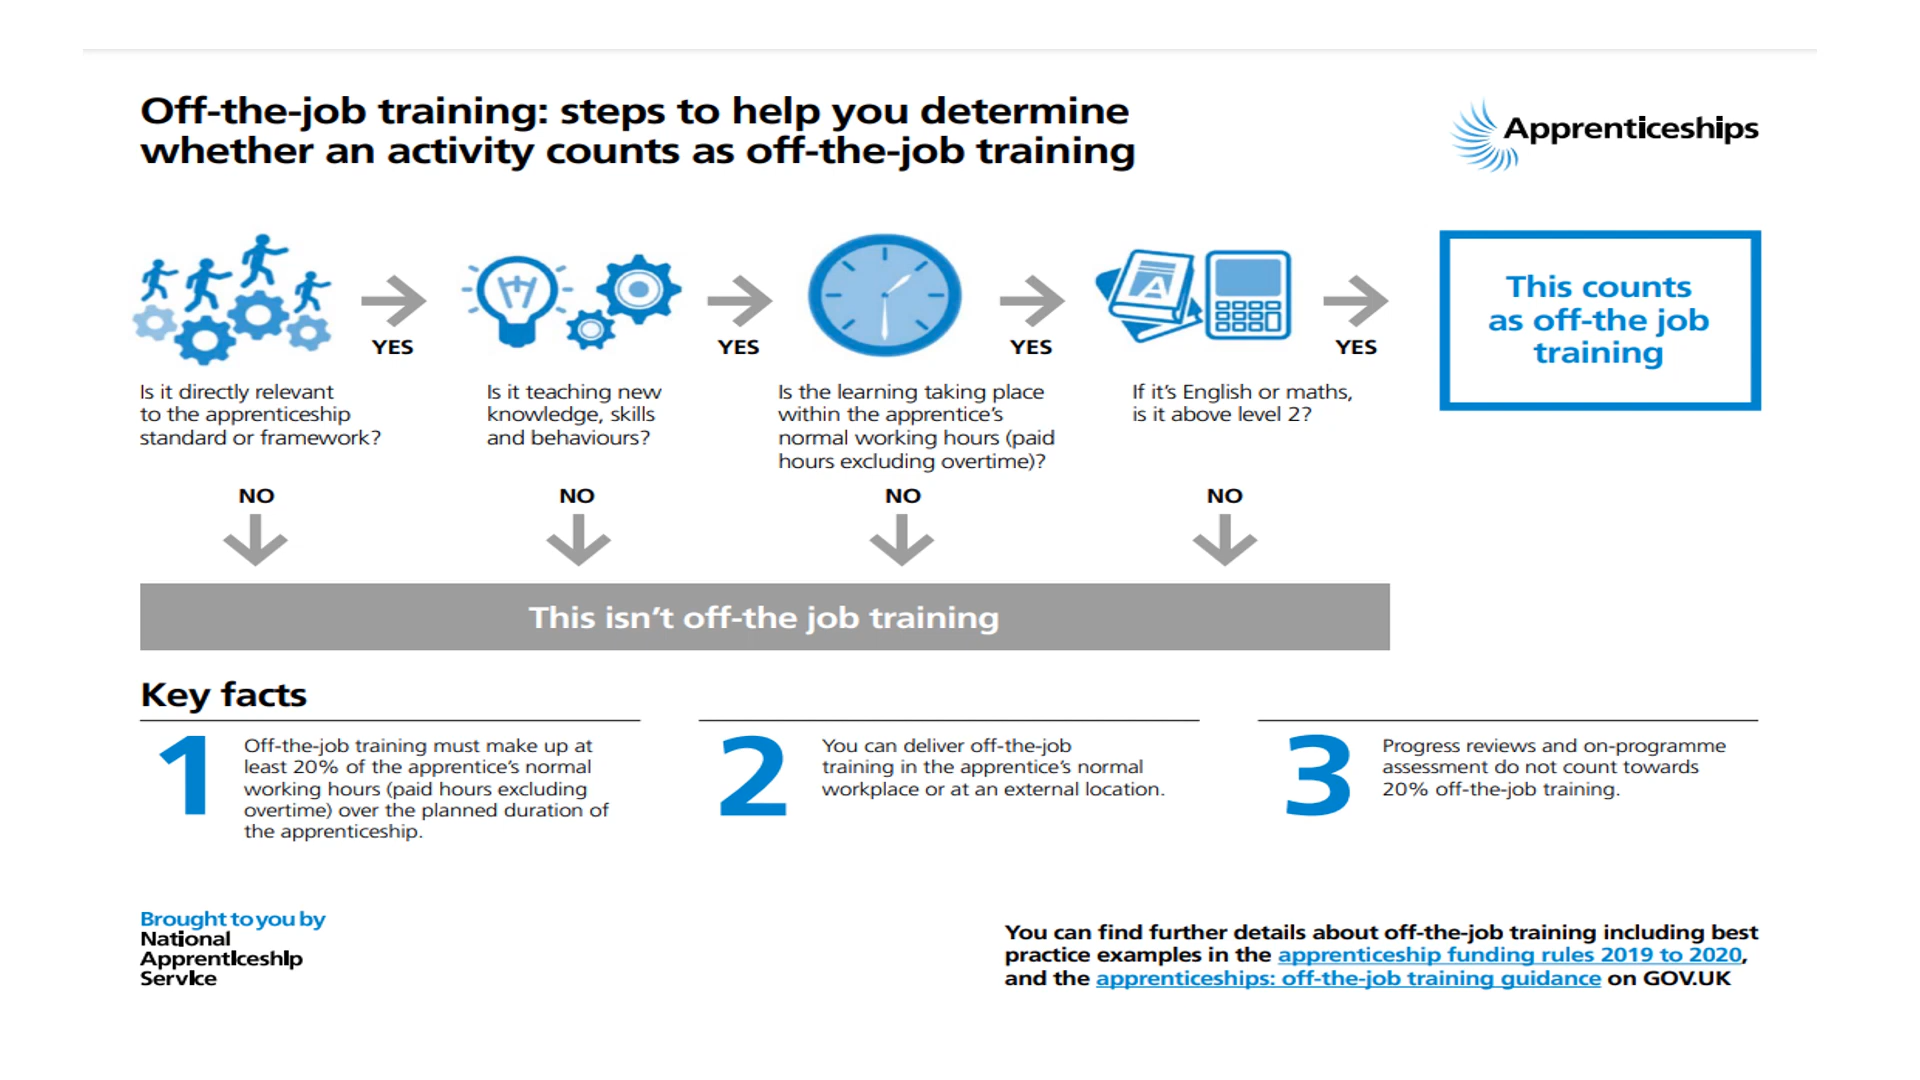 Off-the-job training: steps to help you determine
whether an activity counts as off-the-job training
Apprenticeships
YES
YES
YES
YES
This counts
as off-the job
training
Is it directly relevant
to the apprenticeship
standard or framework?
Is it teaching new
knowledge, skills
and behaviours?
Is the learning taking place
within the apprentice's
normal working hours (paid
hours excluding overtime)?
If it's English or maths,
is it above level 2?
NO
NO
NO
NO
This isn't off-the job training
Key facts
1
Off-the-job training must make up at
least 20% of the apprentice's normal
working hours (paid hours excluding
overtime) over the planned duration of
the apprenticeship.
2
You can deliver off-the-job
training in the apprentice's normal
workplace or at an external location.
3
Progress reviews and on-programme
assessment do not count towards
20% off-the-job training.
Brought to you by
National
Apprenticeship
Service
You can find further details about off-the-job training including best
practice examples in the apprenticeship funding rules 2019 to 2020,
and the apprenticeships: off-the-job training guidance on GOV.UK